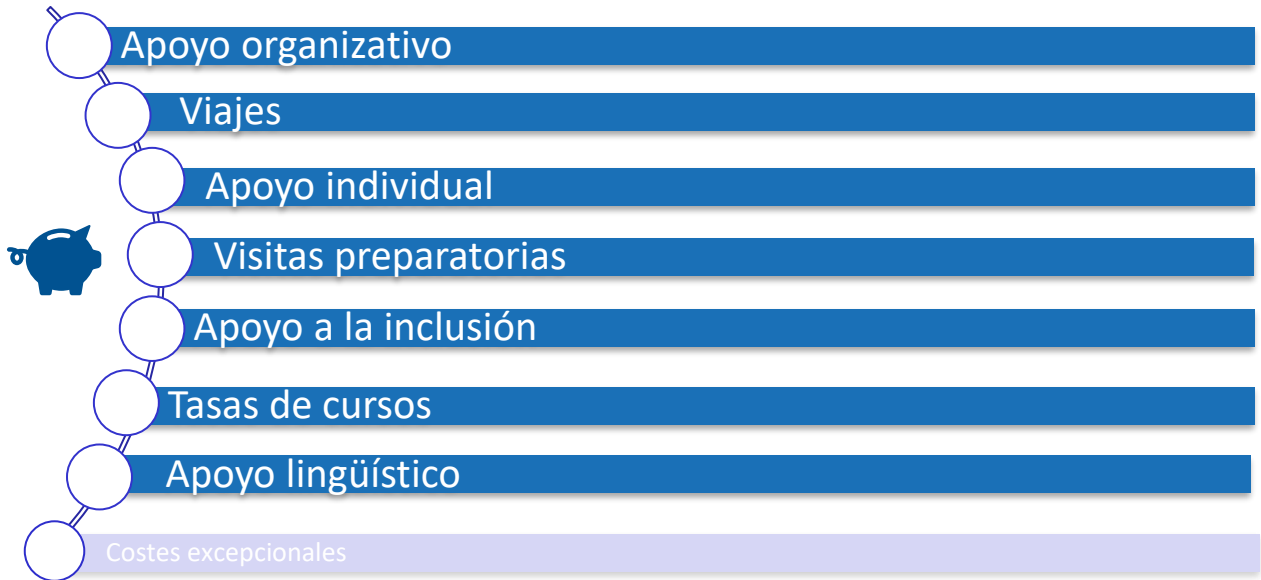 Apoyo organizativo
Viajes
Apoyo individual
Visitas preparatorias
Apoyo a la inclusión
Tasas de cursos
Apoyo lingüístico
Costes excepcionales